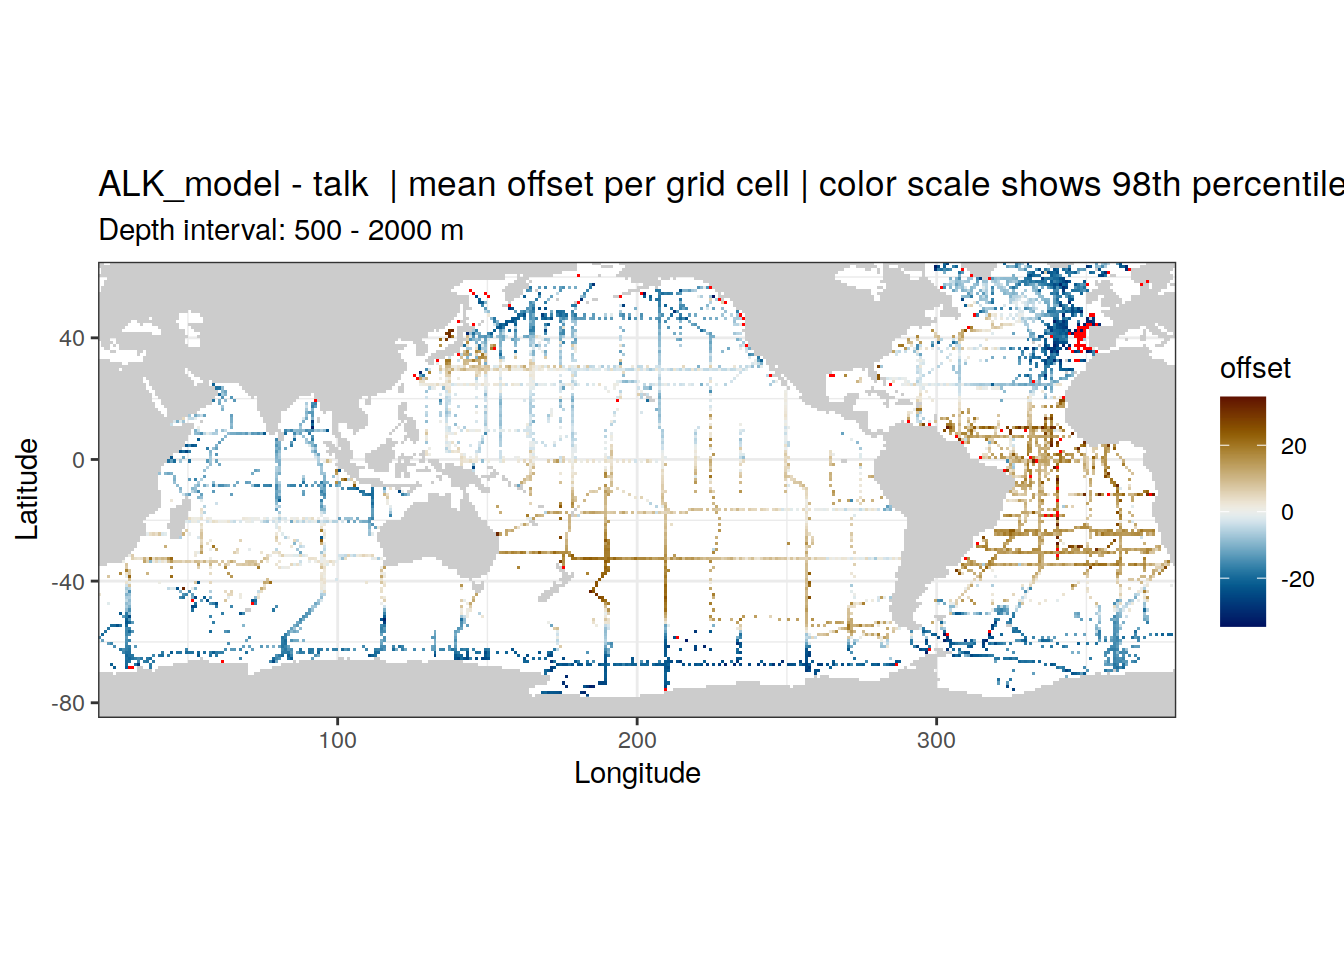 ALK_model - talk  | mean offset per grid cell | color scale shows 98th percentile
Depth interval: 500 - 2000 m
40
0
-40
-80
Latitude
100
200
300
Longitude
offset
20
0
-20